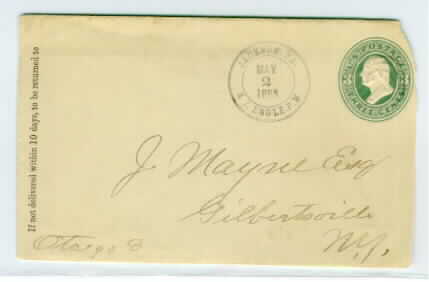 If not delivered within 10 days, to be returned to
MAY
2
U.S. POSTAGE
THREE CENTS
J Mayne Esq
Gilbertsville
N.Y.
Otsego